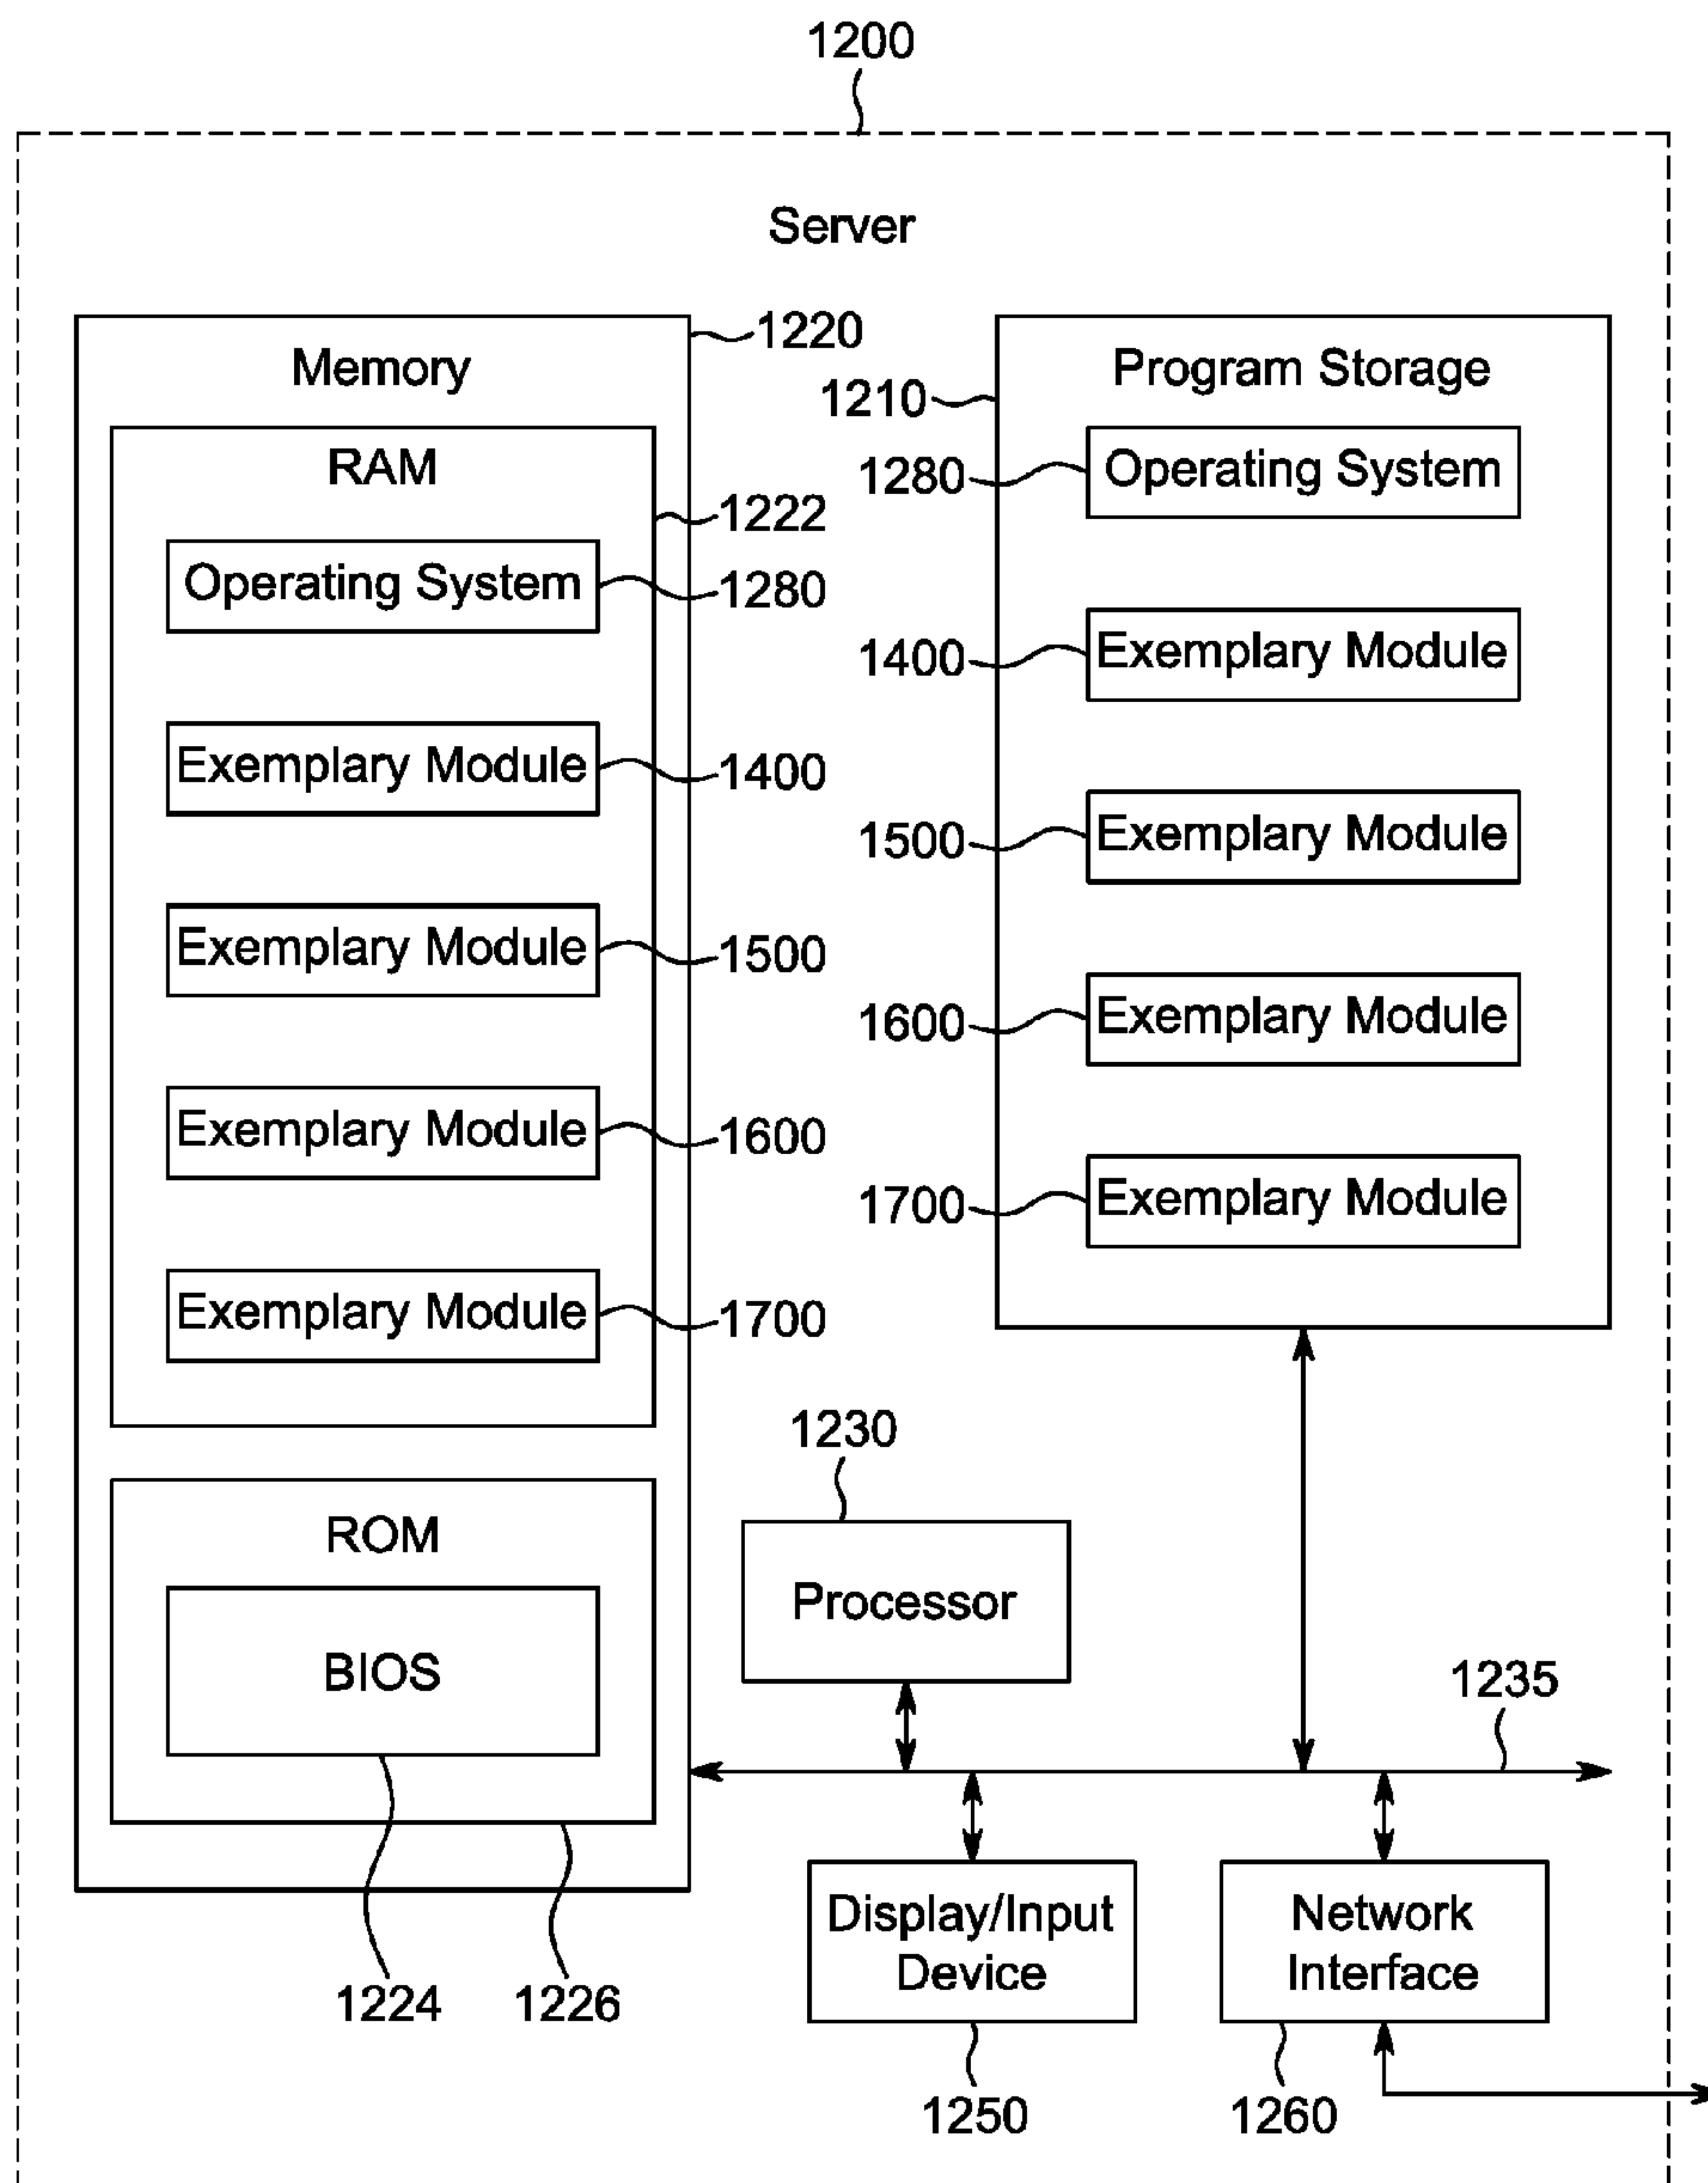 1200
Server
Memory
1220
RAM
1222
Operating System
1280
Exemplary Module
1400
Exemplary Module
1500
Exemplary Module
1600
Exemplary Module
1700
ROM
BIOS
1224
1226
Program Storage
1210
1280
Operating System
1400
Exemplary Module
1500
Exemplary Module
1600
Exemplary Module
1700
Exemplary Module
1230
Processor
1235
Display/Input
Device
1250
Network
Interface
1260